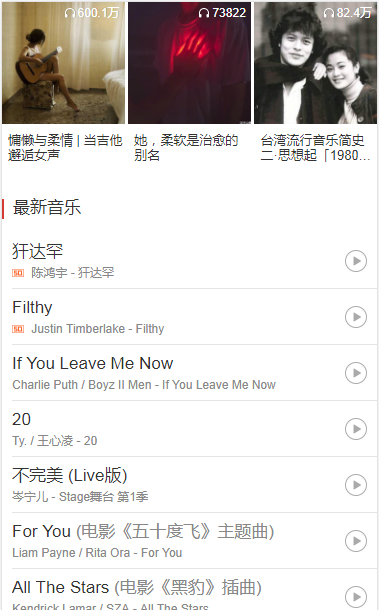 600.1万
73822
82.4万
慵懒与柔情 | 当吉他
邂逅女声
她，柔软是治愈的
别名
台湾流行音乐简史
二·思想起「1980...
最新音乐
犴达罕
SQ 陈鸿宇 - 犴达罕
Filthy
SQ Justin Timberlake - Filthy
If You Leave Me Now
Charlie Puth / Boyz II Men - If You Leave Me Now
20
Ty. / 王心凌 - 20
不完美 (Live版)
岑宁儿 - Stage舞台 第1季
For You (电影《五十度飞》主题曲)
Liam Payne / Rita Ora - For You
All The Stars (电影《黑豹》插曲)
Kendrick Lamar / SZA - All The Stars